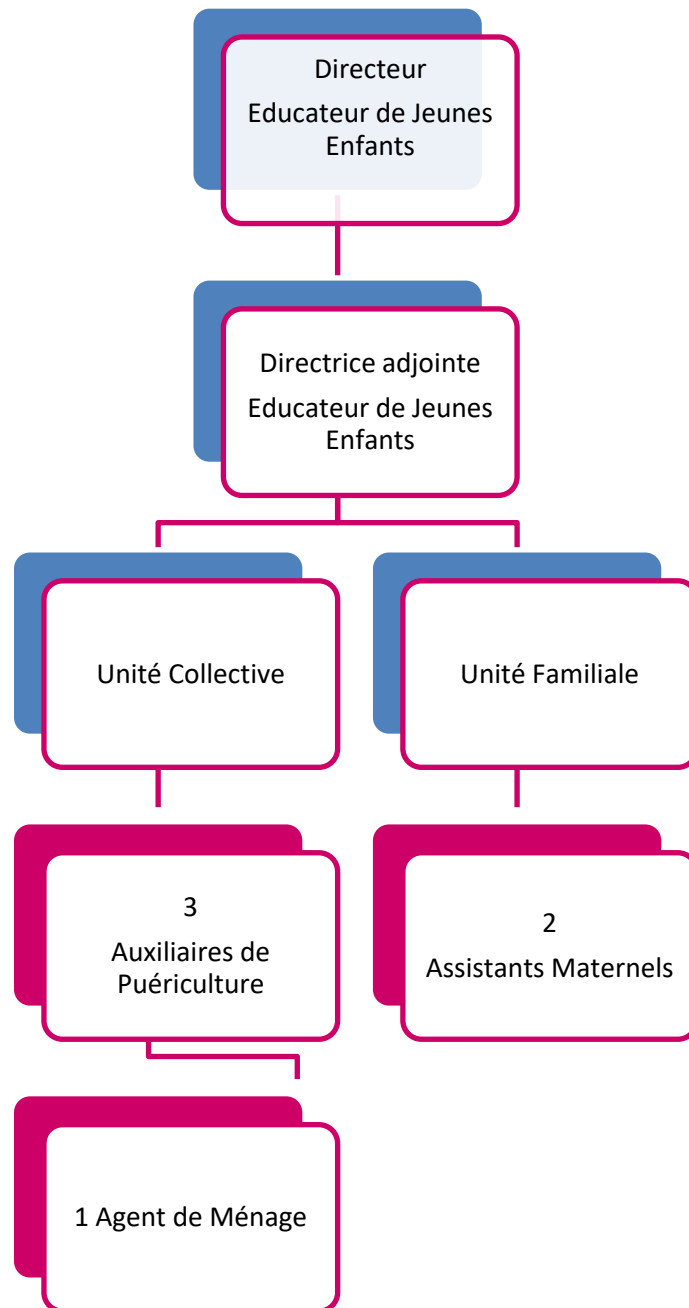 Directeur
Educateur de Jeunes
Enfants
Directrice adjointe
Educateur de Jeunes
Enfants
Unité Collective
Unité Familiale
3
Auxiliaires de
Puériculture
2
Assistants Maternels
1 Agent de Ménage